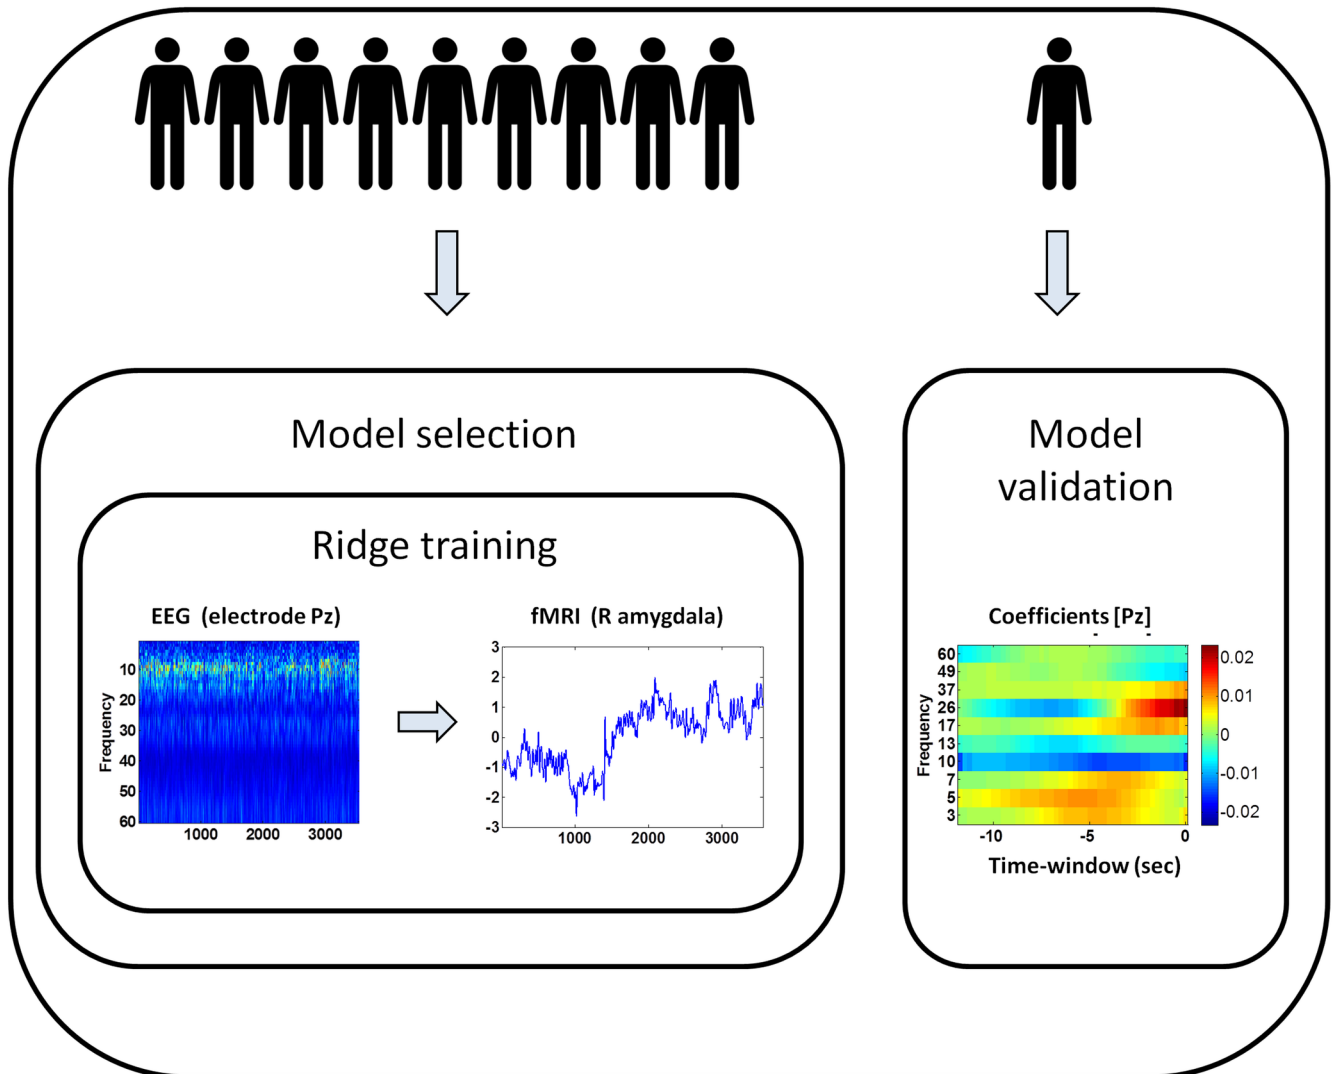 Model selection
Ridge training
EEG (electrode Pz)
Frequency
10
20
30
40
50
60
1000 2000 3000
fMRI (R amygdala)
3
2
1
0
-1
-2
-3
1000 2000 3000
Model
validation
Coefficients [Pz]
Frequency
60
49
37
26
17
13
10
7
5
3
-10 -5 0
0.02
0.01
0
-0.01
-0.02
Time-window (sec)